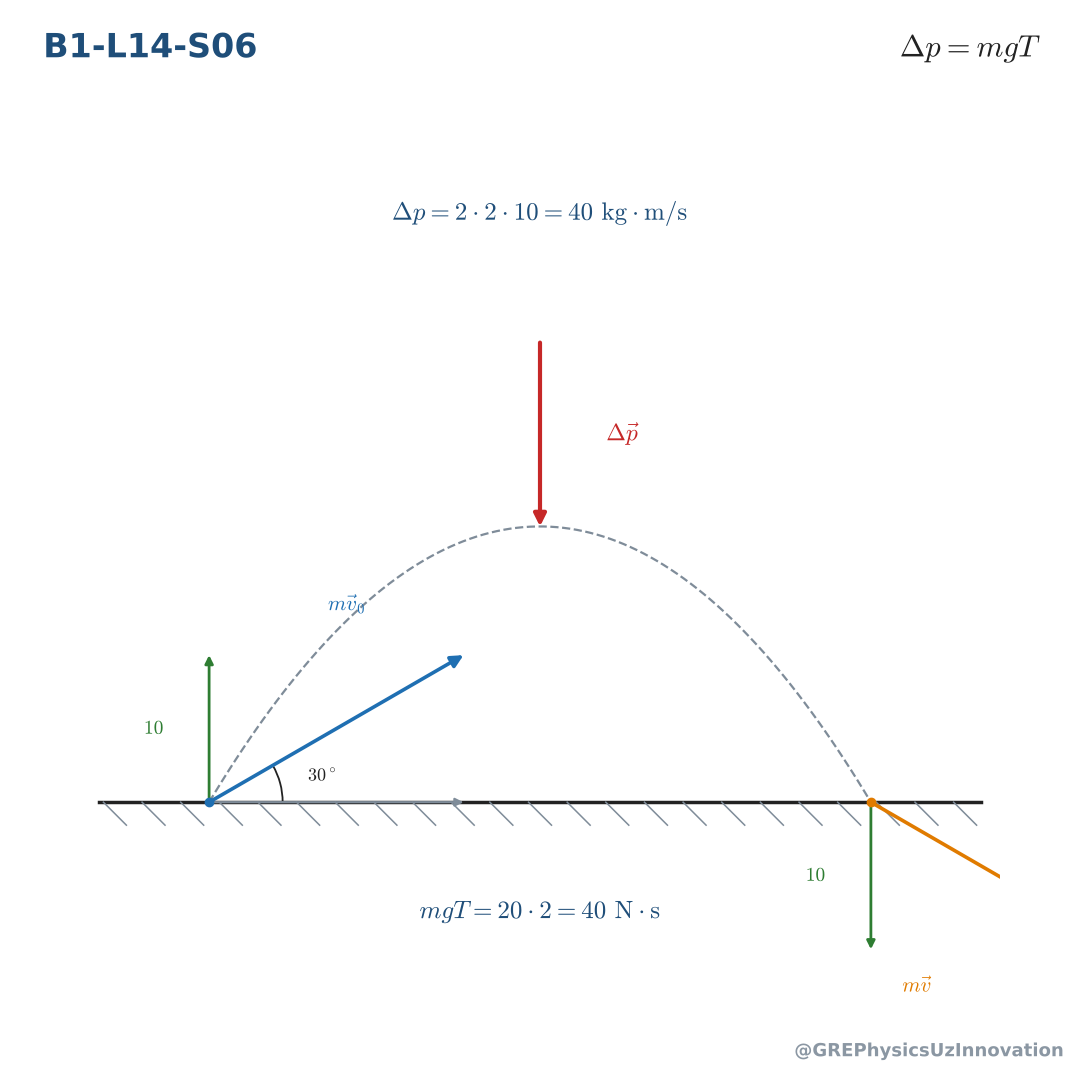 B1-L14-S06
Δp = mgT
Δp = 2 · 2 · 10 = 40 kg · m/s
Δp⃗
mv⃗₀
10
30°
10
mgT = 20 · 2 = 40 N · s
mv⃗
@GREPhysicsUzInnovation